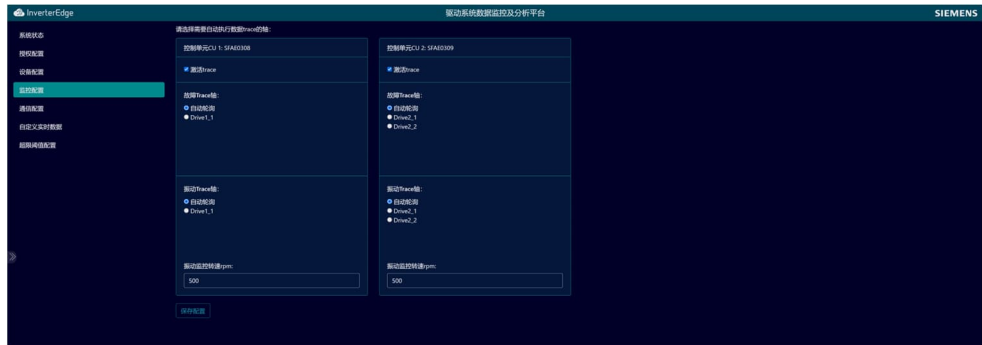 InverterEdge
驱动系统数据监控及分析平台
SIEMENS
系统状态
授权配置
设备配置
监控配置
通信配置
自定义实时数据
超限阈值配置
请选择需要自动执行数据trace的轴:
控制单元CU 1: SFAE0308
激活trace
故障Trace轴:
自动轮询
Drive1_1
振动Trace轴:
自动轮询
Drive1_1
振动监控转速rpm:
500
控制单元CU 2: SFAE0309
激活trace
故障Trace轴:
自动轮询
Drive2_1
Drive2_2
振动Trace轴:
自动轮询
Drive2_1
Drive2_2
振动监控转速rpm:
500
保存配置